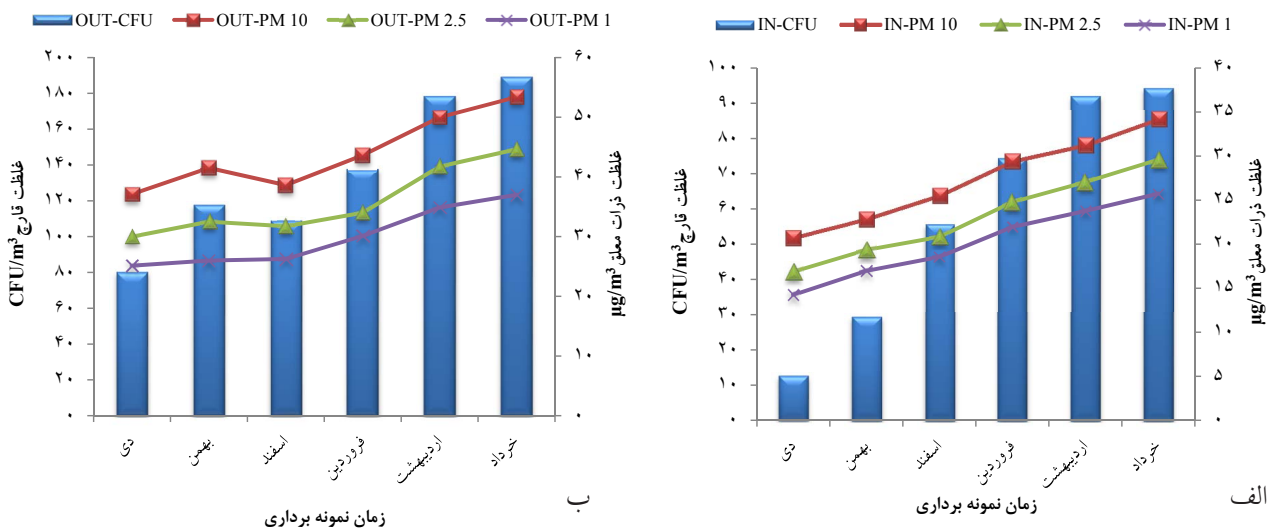 OUT-CFU OUT-PM 10 OUT-PM 2.5 OUT-PM 1
غلظت قارچ CFU/m³
۲۰۰
۱۸۰
۱۶۰
۱۴۰
۱۲۰
۱۰۰
۸۰
۶۰
۴۰
۲۰
۰
۶۰
۵۰
۴۰
۳۰
۲۰
۱۰
۰
غلظت ذرات معلق µg/m³
دی
بهمن
اسفند
فروردین
اردیبهشت
خرداد
زمان نمونه برداری
ب
IN-CFU IN-PM 10 IN-PM 2.5 IN-PM 1
غلظت قارچ CFU/m³
۱۰۰
۹۰
۸۰
۷۰
۶۰
۵۰
۴۰
۳۰
۲۰
۱۰
۰
۴۰
۳۵
۳۰
۲۵
۲۰
۱۵
۱۰
۵
۰
غلظت ذرات معلق µg/m³
دی
بهمن
اسفند
فروردین
اردیبهشت
خرداد
زمان نمونه برداری
الف